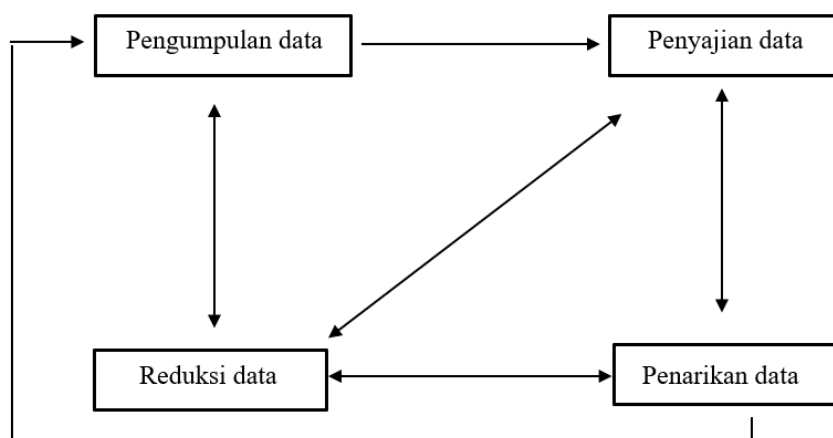 Pengumpulan data
Penyajian data
Reduksi data
Penarikan data